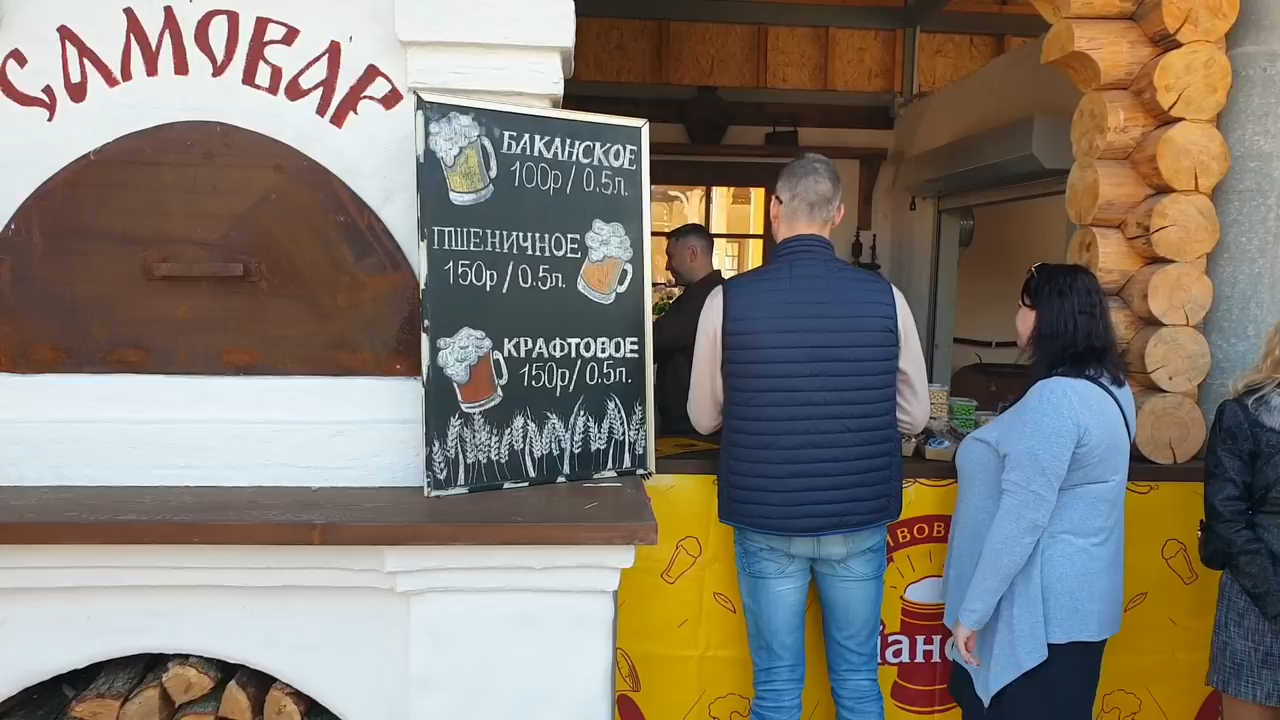 САМОВАР
БАКАНСКОЕ
100р / 0.5л.
ПШЕНИЧНОЕ
150р / 0.5л.
КРАФТОВОЕ
150р / 0.5л.